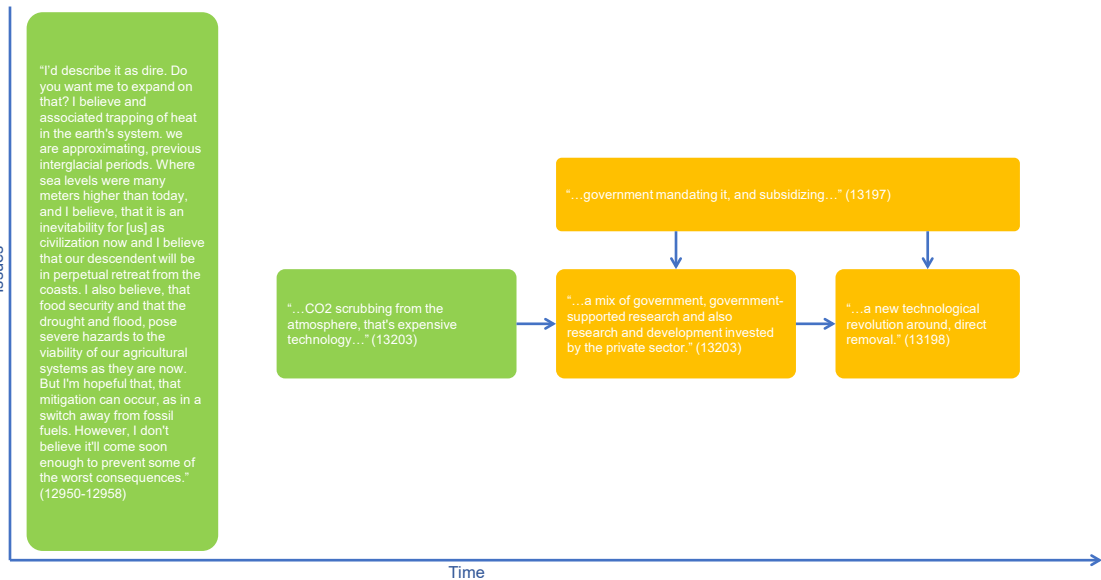 “I’d describe it as dire. Do
you want me to expand on
that? I believe and
associated trapping of heat
in the earth's system. we
are approximating, previous
interglacial periods. Where
sea levels were many
meters higher than today,
and I believe, that it is an
inevitability for [us] as
civilization now and I believe
that our descendent will be
in perpetual retreat from the
coasts. I also believe, that
food security and that the
drought and flood, pose
severe hazards to the
viability of our agricultural
systems as they are now.
But I'm hopeful that, that
mitigation can occur, as in a
switch away from fossil
fuels. However, I don't
believe it'll come soon
enough to prevent some of
the worst consequences.”
(12950-12958)
“…government mandating it, and subsidizing…” (13197)
“…CO2 scrubbing from the
atmosphere, that's expensive
technology…” (13203)
“…a mix of government, government-
supported research and also
research and development invested
by the private sector.” (13203)
“…a new technological
revolution around, direct
removal.” (13198)
Time